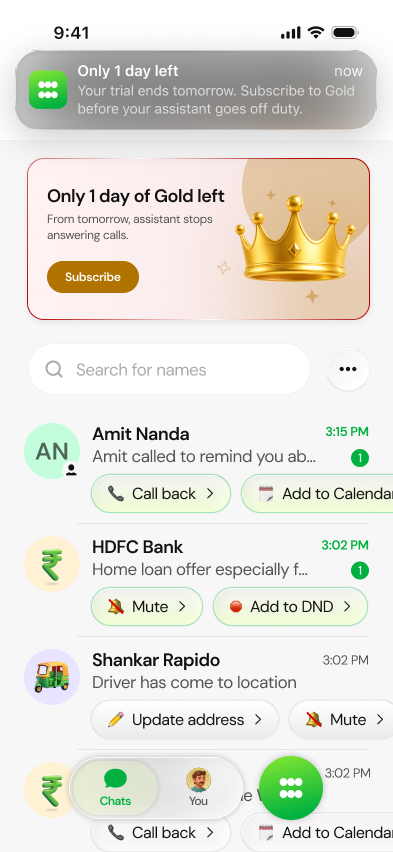 9:41
Only 1 day left now
Your trial ends tomorrow. Subscribe to Gold
before your assistant goes off duty.
Only 1 day of Gold left
From tomorrow, assistant stops
answering calls.
Subscribe
Search for names
AN
Amit Nanda 3:15 PM
Amit called to remind you ab... 1
Call back Add to Calendar
HDFC Bank 3:02 PM
Home loan offer especially f... 1
Mute Add to DND
Shankar Rapido 3:02 PM
Driver has come to location
Update address Mute
3:02 PM
Chats You
Call back Add to Calendar